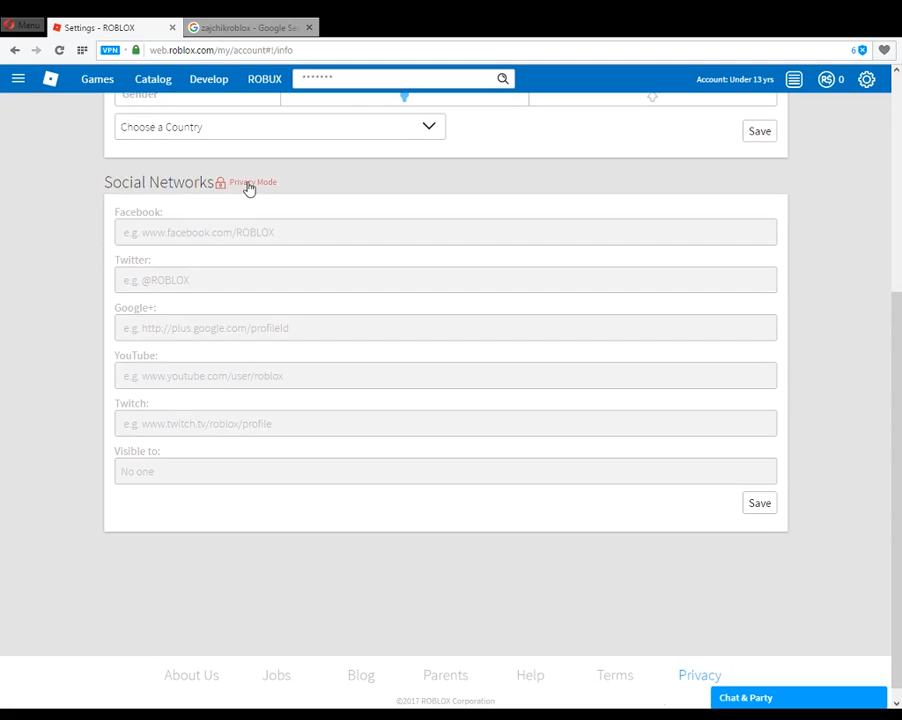 Menu
Settings - ROBLOX
zajchikroblox - Google Se
VPN
web.roblox.com/my/account#!/info
6
Games
Catalog
Develop
ROBUX
*******
Account: Under 13 yrs
R$ 0
Gender
Choose a Country
Save
Social Networks
Privacy Mode
Facebook:
e.g. www.facebook.com/ROBLOX
Twitter:
e.g. @ROBLOX
Google+:
e.g. http://plus.google.com/profileId
YouTube:
e.g. www.youtube.com/user/roblox
Twitch:
e.g. www.twitch.tv/roblox/profile
Visible to:
No one
Save
About Us
Jobs
Blog
Parents
Help
Terms
Privacy
Chat & Party
©2017 ROBLOX Corporation